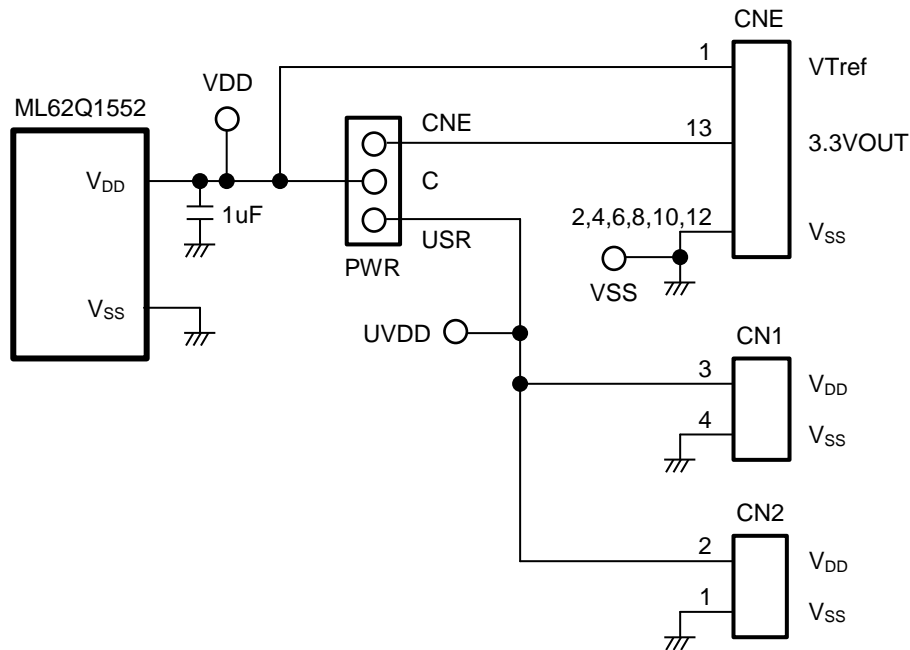 CNE
1
VTref
VDD
ML62Q1552
CNE
13
3.3VOUT
VDD
C
1uF
USR
2,4,6,8,10,12
VSS
PWR
VSS
VSS
UVDD
CN1
3
VDD
4
VSS
CN2
2
VDD
1
VSS